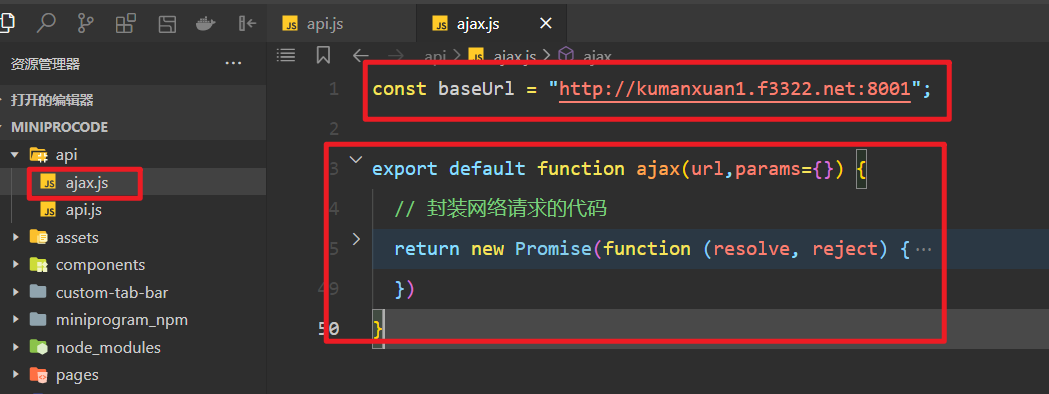 api.js
ajax.js
资源管理器
api
ajax.js
ajax
打开的编辑器
MINIPROCODE
api
ajax.js
api.js
assets
components
custom-tab-bar
miniprogram_npm
node_modules
pages
1 const baseUrl = "http://kumanxuan1.f3322.net:8001";
2
3 export default function ajax(url,params={}) {
4 // 封装网络请求的代码
5 return new Promise(function (resolve, reject) {…
49 })
50 }